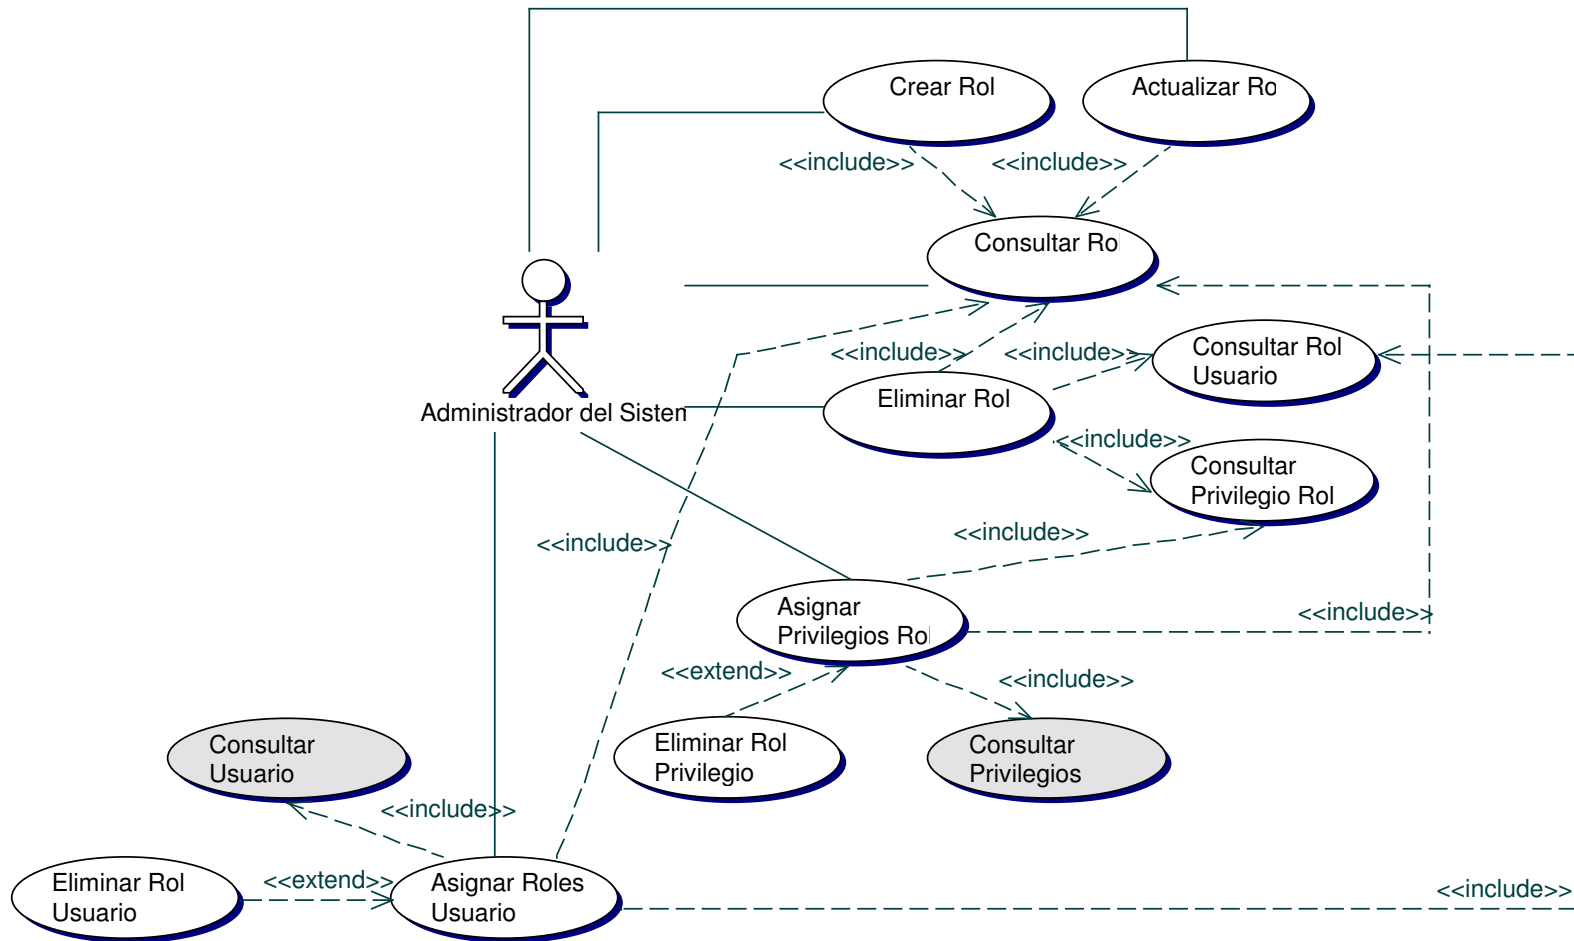 Crear Rol
Actualizar Ro
<<include>>
<<include>>
Consultar Ro
<<include>>
<<include>>
Consultar Rol
Usuario
Eliminar Rol
Administrador del Sisten
<<include>>
Consultar
Privilegio Rol
<<include>>
<<include>>
Asignar
Privilegios Rol
<<include>>
<<extend>>
<<include>>
Consultar
Usuario
Eliminar Rol
Privilegio
Consultar
Privilegios
<<include>>
Eliminar Rol
Usuario
<<extend>>
Asignar Roles
Usuario
<<include>>